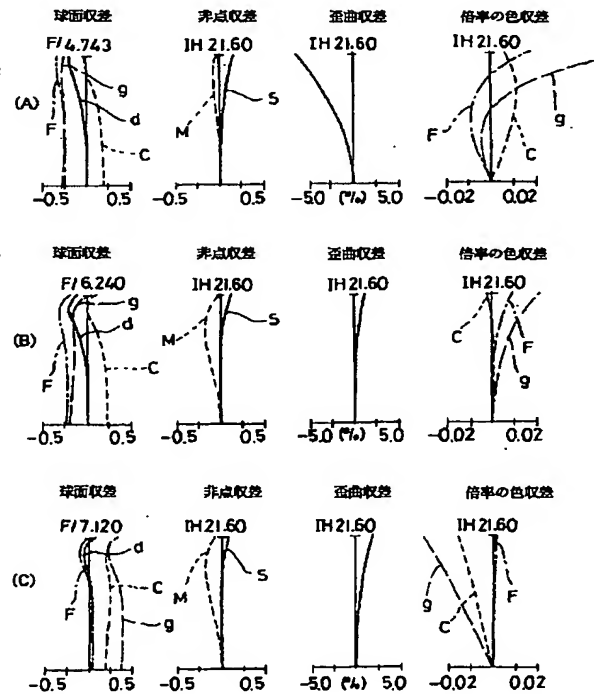 球面収差 非点収差 歪曲収差 倍率の色収差
F/4.743 IH 21.60 IH 21.60 IH 21.60
(A) g d F C M S F C g
-0.5 0.5 -0.5 0.5 -5.0 (%) 5.0 -0.02 0.02
球面収差 非点収差 歪曲収差 倍率の色収差
F/6.240 IH 21.60 IH 21.60 IH 21.60
(B) g d F C M S C F g
-0.5 0.5 -0.5 0.5 -5.0 (%) 5.0 -0.02 0.02
球面収差 非点収差 歪曲収差 倍率の色収差
F/7.120 IH 21.60 IH 21.60 IH 21.60
(C) d F C g M S g C F
-0.5 0.5 -0.5 0.5 -5.0 (%) 5.0 -0.02 0.02